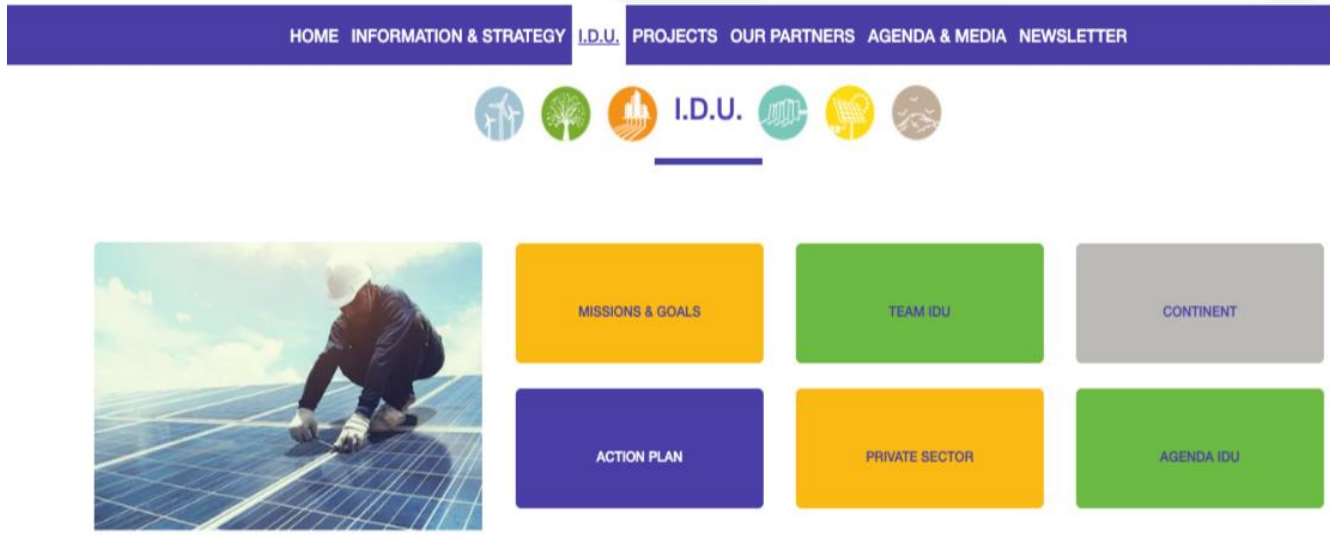 HOME INFORMATION & STRATEGY I.D.U. PROJECTS OUR PARTNERS AGENDA & MEDIA NEWSLETTER
I.D.U.
MISSIONS & GOALS
TEAM IDU
CONTINENT
ACTION PLAN
PRIVATE SECTOR
AGENDA IDU